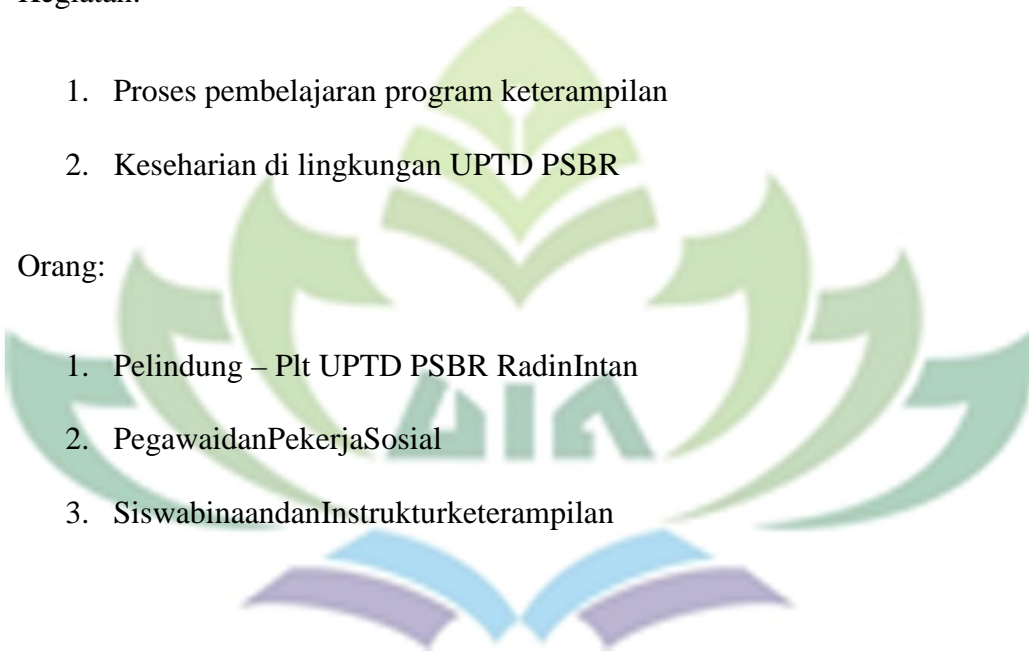 Kegiatan:
1. Proses pembelajaran program keterampilan
2. Keseharian di lingkungan UPTD PSBR
Orang:
1. Pelindung – Plt UPTD PSBR RadinIntan
2. PegawaidanPekerjaSosial
3. SiswabinaandanInstrukturketerampilan